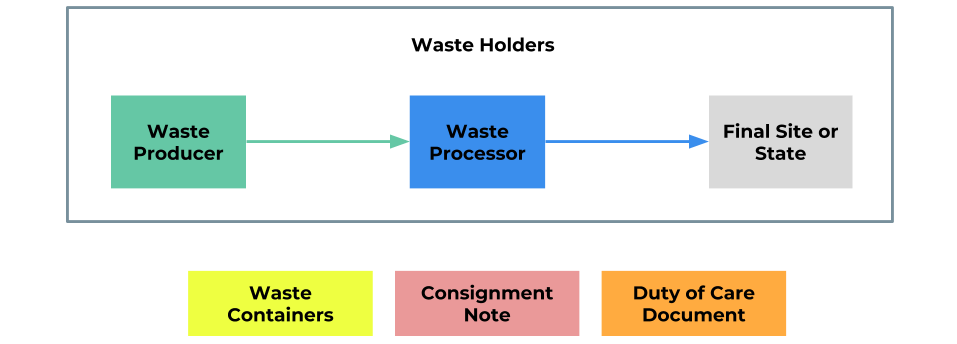 Waste Holders
Waste
Producer
Waste
Processor
Final Site or
State
Waste
Containers
Consignment
Note
Duty of Care
Document